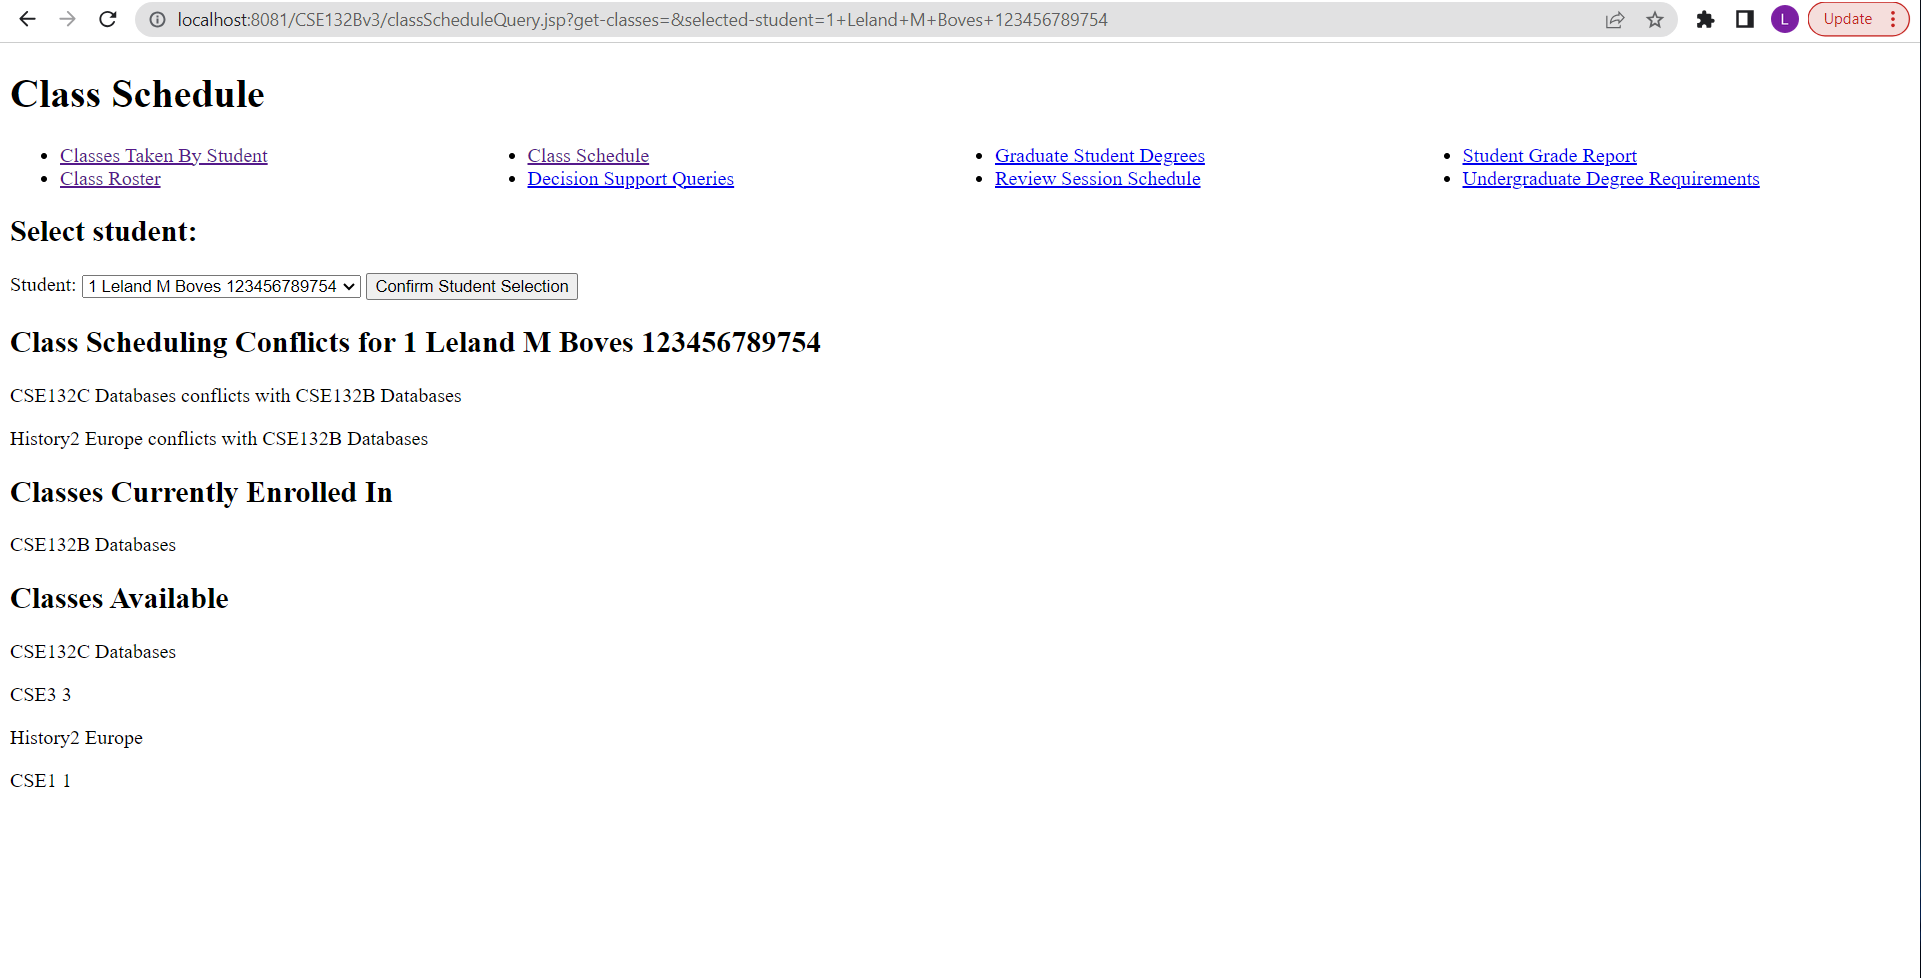 localhost:8081/CSE132Bv3/classScheduleQuery.jsp?get-classes=&selected-student=1+Leland+M+Boves+123456789754
L
Update
Class Schedule
Classes Taken By Student
Class Roster
Class Schedule
Decision Support Queries
Graduate Student Degrees
Review Session Schedule
Student Grade Report
Undergraduate Degree Requirements
Select student:
Student: 1 Leland M Boves 123456789754 Confirm Student Selection
Class Scheduling Conflicts for 1 Leland M Boves 123456789754
CSE132C Databases conflicts with CSE132B Databases
History2 Europe conflicts with CSE132B Databases
Classes Currently Enrolled In
CSE132B Databases
Classes Available
CSE132C Databases
CSE3 3
History2 Europe
CSE1 1